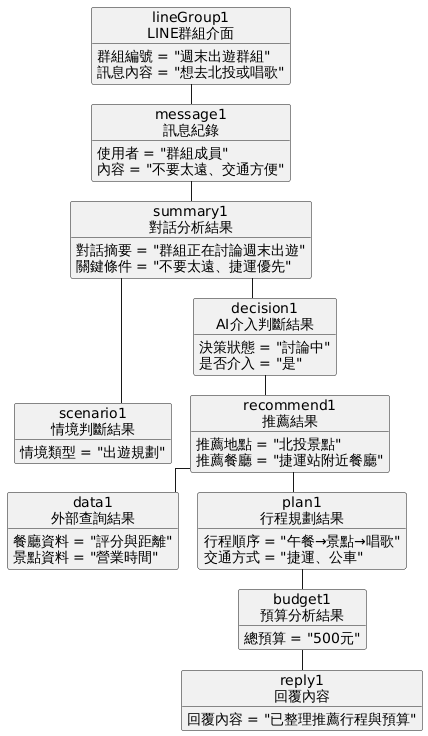 lineGroup1
LINE群組介面
群組編號 = "週末出遊群組"
訊息內容 = "想去北投或唱歌"
message1
訊息紀錄
使用者 = "群組成員"
內容 = "不要太遠、交通方便"
summary1
對話分析結果
對話摘要 = "群組正在討論週末出遊"
關鍵條件 = "不要太遠、捷運優先"
decision1
AI介入判斷結果
決策狀態 = "討論中"
是否介入 = "是"
scenario1
情境判斷結果
情境類型 = "出遊規劃"
recommend1
推薦結果
推薦地點 = "北投景點"
推薦餐廳 = "捷運站附近餐廳"
data1
外部查詢結果
餐廳資料 = "評分與距離"
景點資料 = "營業時間"
plan1
行程規劃結果
行程順序 = "午餐→景點→唱歌"
交通方式 = "捷運、公車"
budget1
預算分析結果
總預算 = "500元"
reply1
回覆內容
回覆內容 = "已整理推薦行程與預算"